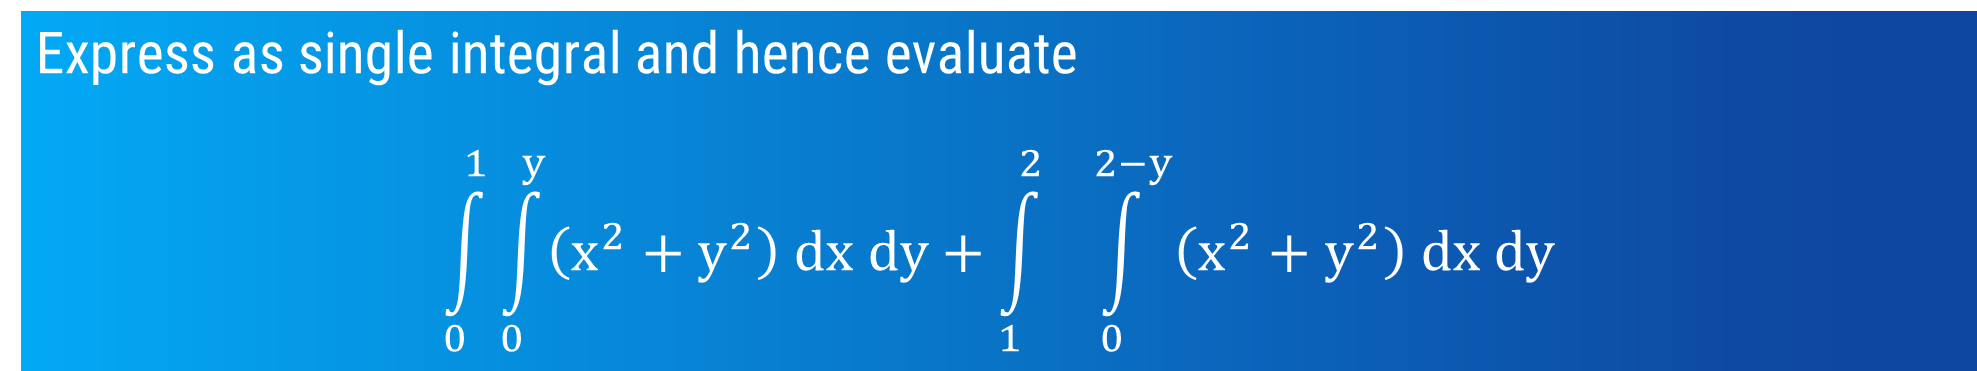 Express as single integral and hence evaluate
∫₀¹ ∫₀ʸ (x² + y²) dx dy + ∫₁² ∫₀²⁻ʸ (x² + y²) dx dy